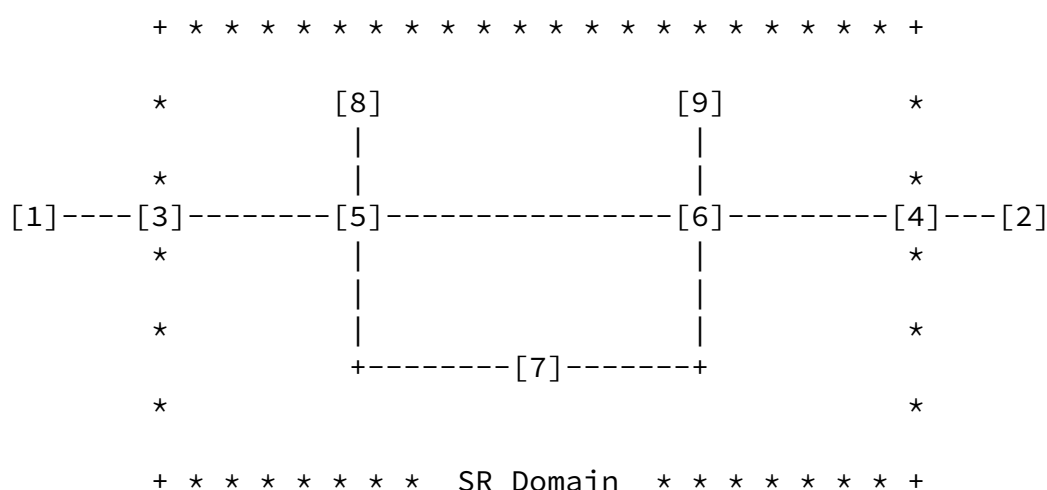 + * * * * * * * * * * * * * * * * * * * * +
* [8] [9] *
| |
* | | *
[1]----[3]--------[5]----------------[6]---------[4]---[2]
* | | *
| |
* | | *
+--------[7]-------+
* *
+ * * * * * * * SR Domain * * * * * * * +